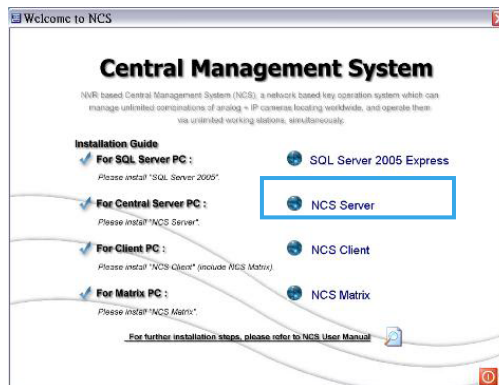 Welcome to NCS
Central Management System
NVR based Central Management System (NCS), a network based key operation system which can
manage unlimited combinations of analog + IP cameras locating worldwide, and operate them
via unlimited working stations, simultaneously.
Installation Guide
For SQL Server PC :
SQL Server 2005 Express
Please install "SQL Server 2005".
For Central Server PC :
NCS Server
Please install "NCS Server".
For Client PC :
NCS Client
Please install "NCS Client" (include NCS Matrix).
For Matrix PC :
NCS Matrix
Please install "NCS Matrix".
For further installation steps, please refer to NCS User Manual